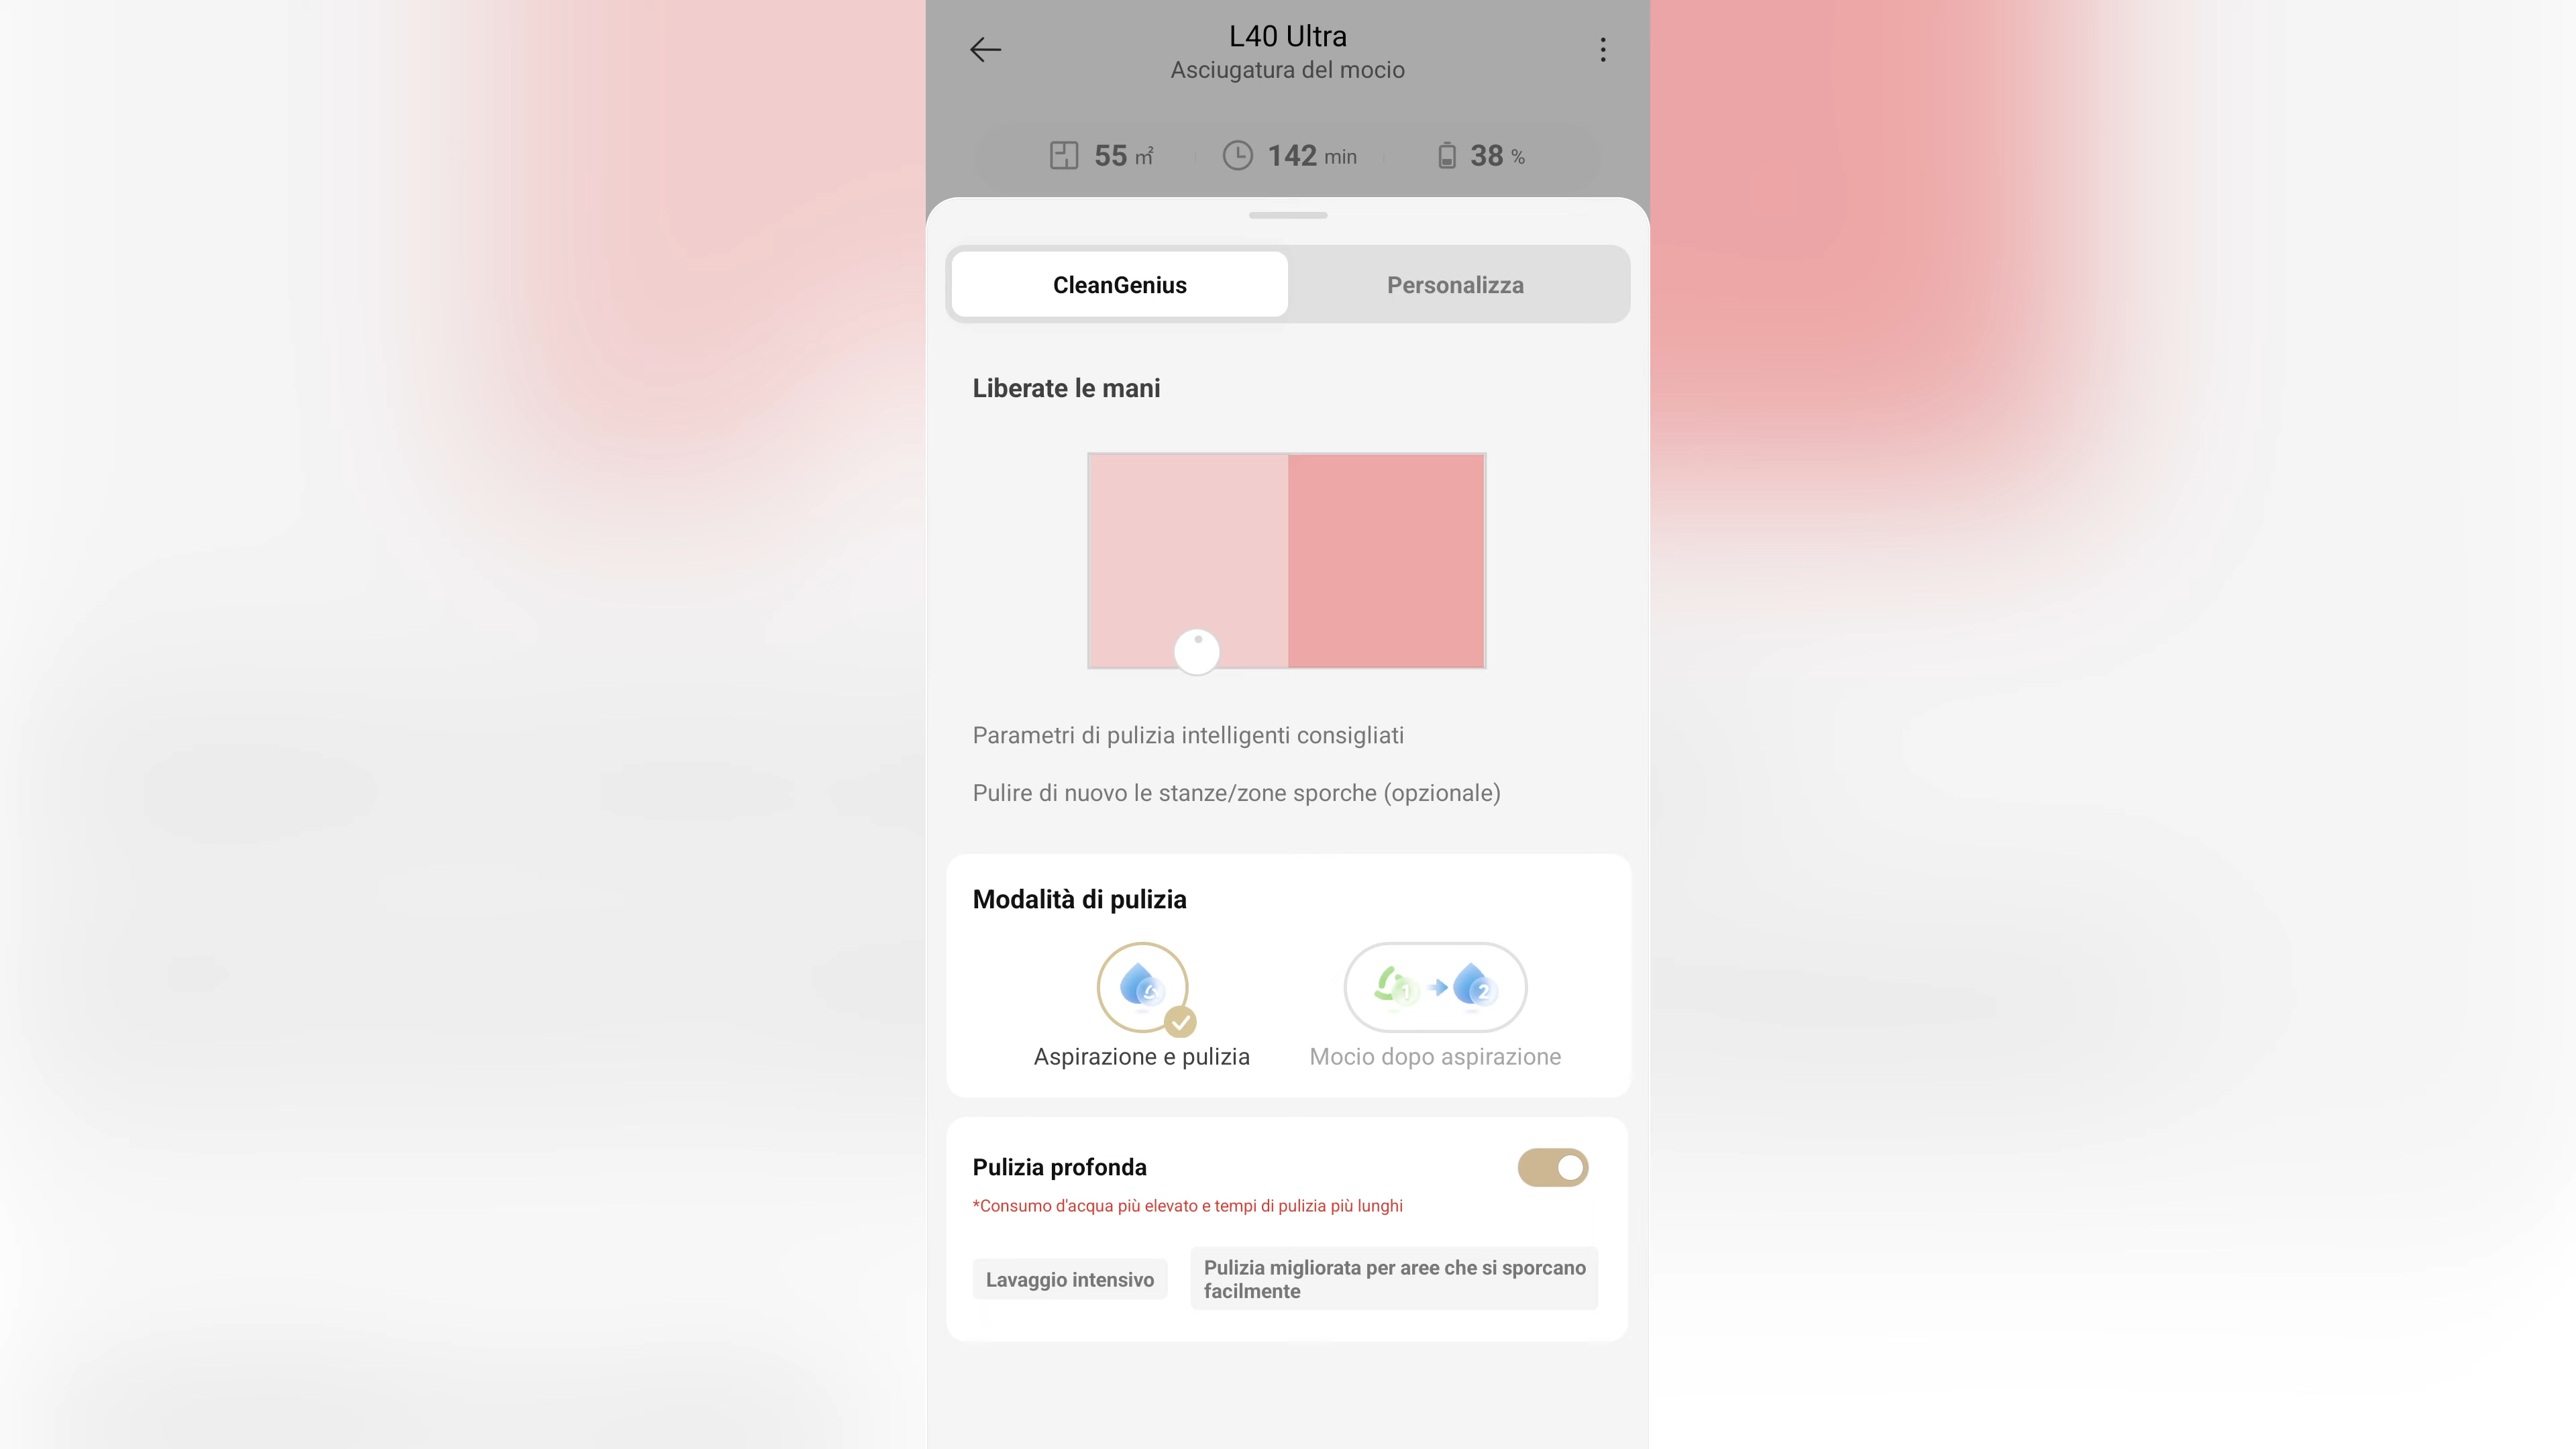 L40 Ultra
Asciugatura del mocio
55 m² 142 min 38 %
CleanGenius Personalizza
Liberate le mani
Parametri di pulizia intelligenti consigliati
Pulire di nuovo le stanze/zone sporche (opzionale)
Modalità di pulizia
1 2
Aspirazione e pulizia Mocio dopo aspirazione
Pulizia profonda
*Consumo d'acqua più elevato e tempi di pulizia più lunghi
Lavaggio intensivo
Pulizia migliorata per aree che si sporcano
facilmente